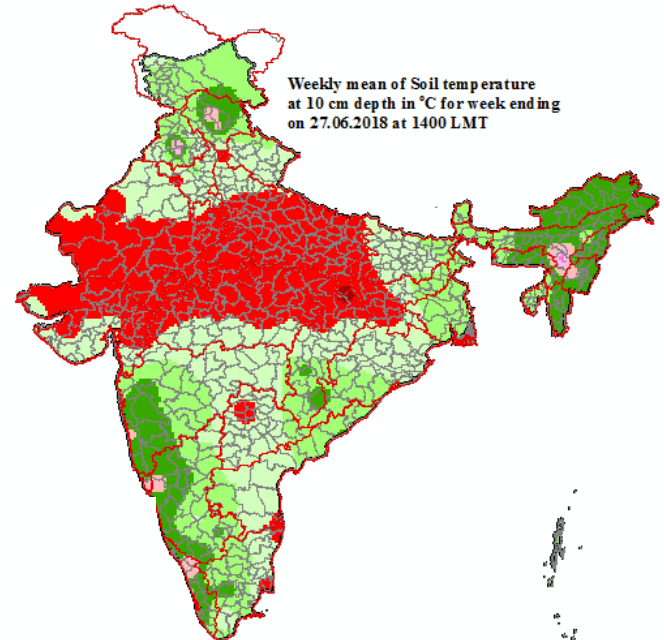 Weekly mean of Soil temperature
at 10 cm depth in °C for week ending
on 27.06.2018 at 1400 LMT